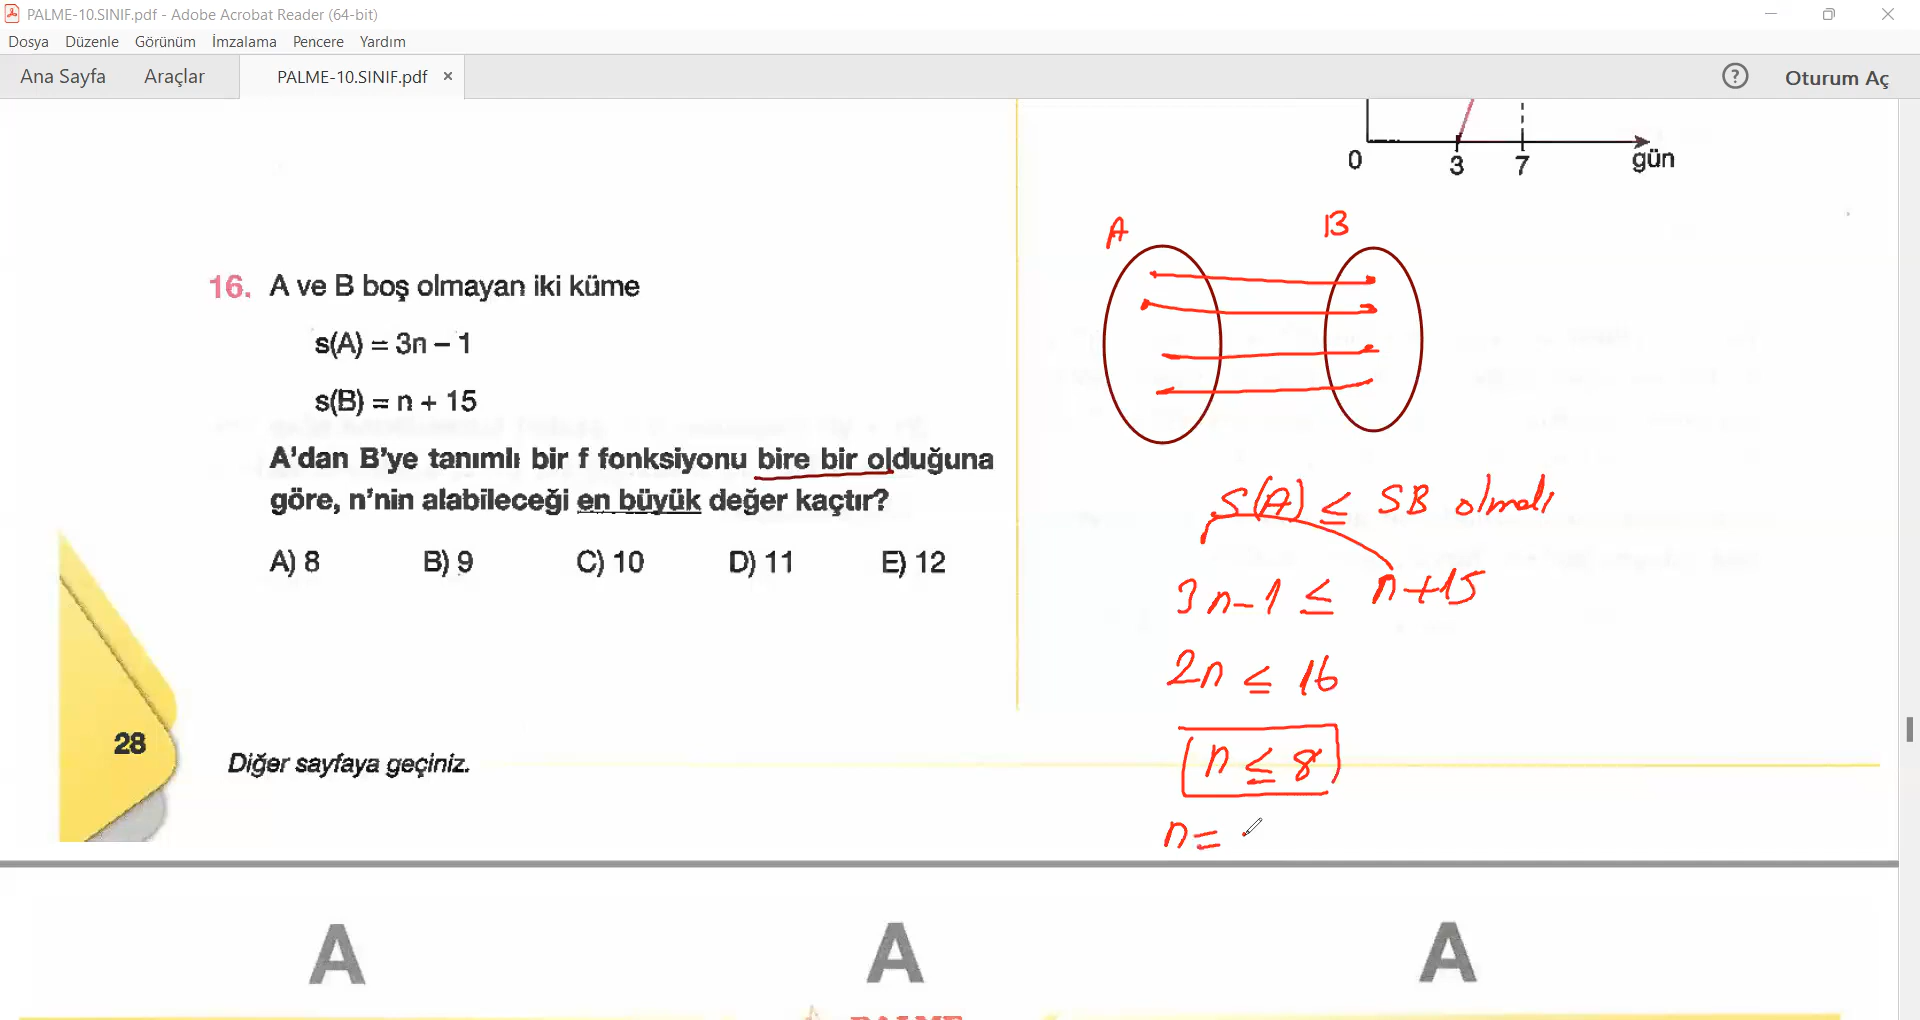 PALME-10.SINIF.pdf - Adobe Acrobat Reader (64-bit)
Dosya Düzenle Görünüm İmzalama Pencere Yardım
Ana Sayfa Araçlar PALME-10.SINIF.pdf × ? Oturum Aç
0 3 7 gün
16. A ve B boş olmayan iki küme
s(A) = 3n – 1
s(B) = n + 15
A'dan B'ye tanımlı bir f fonksiyonu bire bir olduğuna
göre, n'nin alabileceği en büyük değer kaçtır?
A) 8 B) 9 C) 10 D) 11 E) 12
28
Diğer sayfaya geçiniz.
A B
S(A) ≤ SB olmalı
3n-1 ≤ n+15
2n ≤ 16
n ≤ 8
n=
A A A
PALME